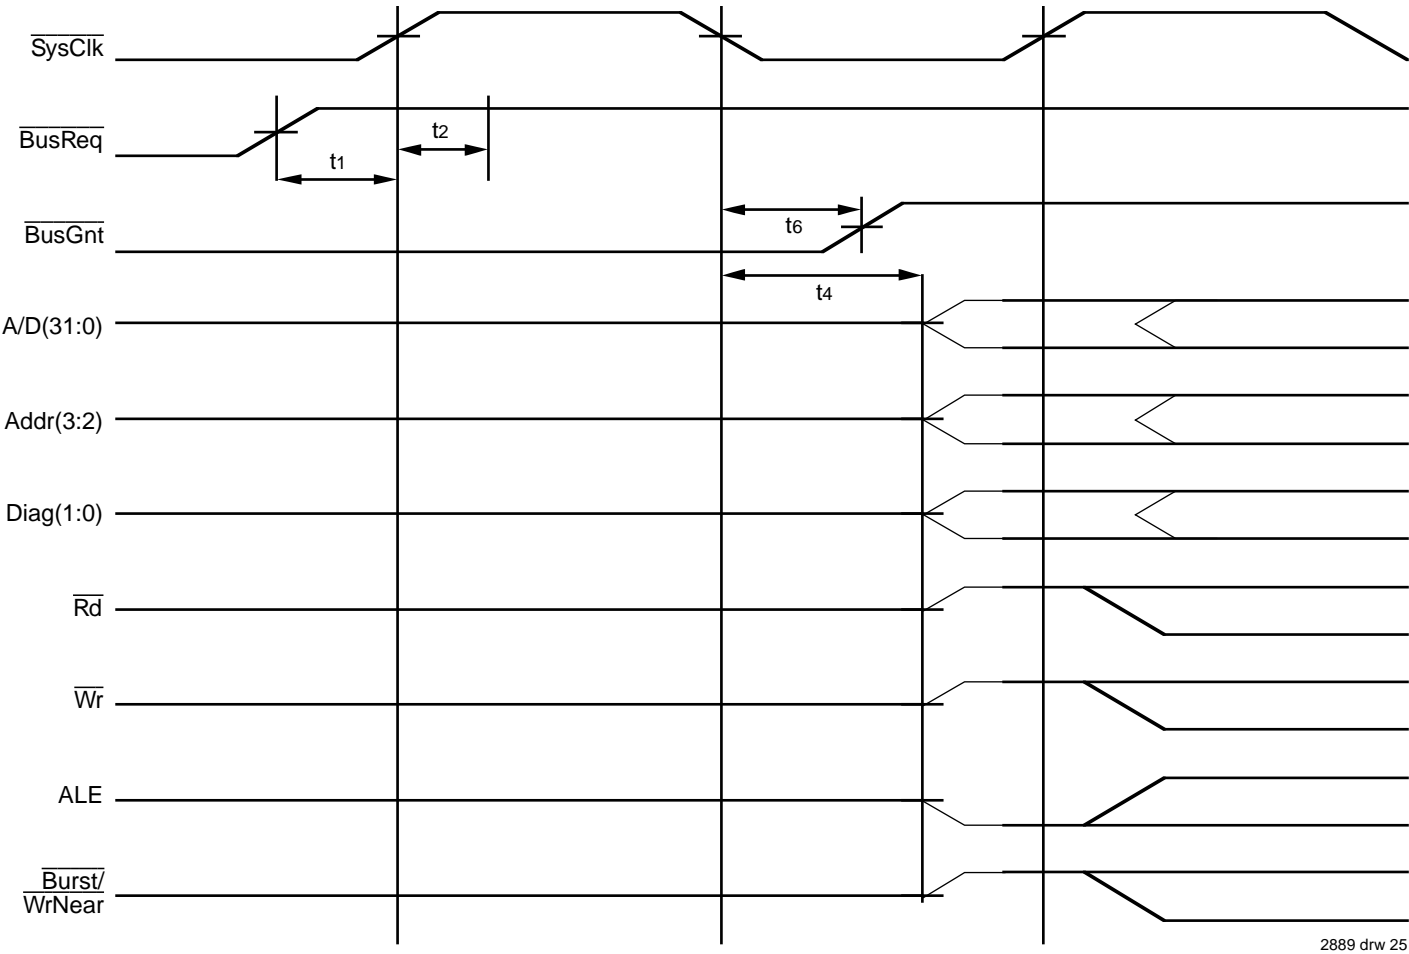 SysClk
BusReq
t2
t1
BusGnt
t6
t4
A/D(31:0)
Addr(3:2)
Diag(1:0)
Rd
Wr
ALE
Burst/
WrNear
2889 drw 25